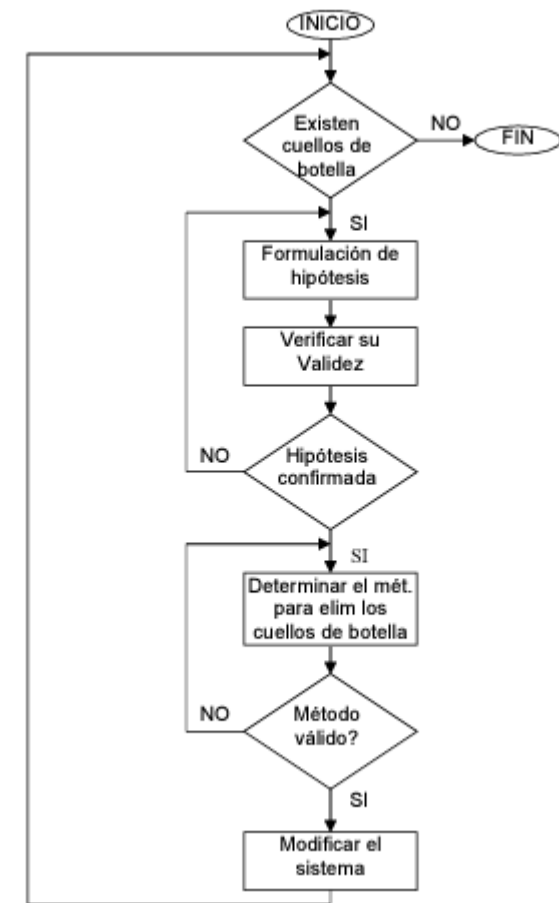 INICIO
Existen
cuellos de
botella
NO
FIN
SI
Formulación de
hipótesis
Verificar su
Validez
NO
Hipótesis
confirmada
SI
Determinar el mét.
para elim los
cuellos de botella
NO
Método
válido?
SI
Modificar el
sistema